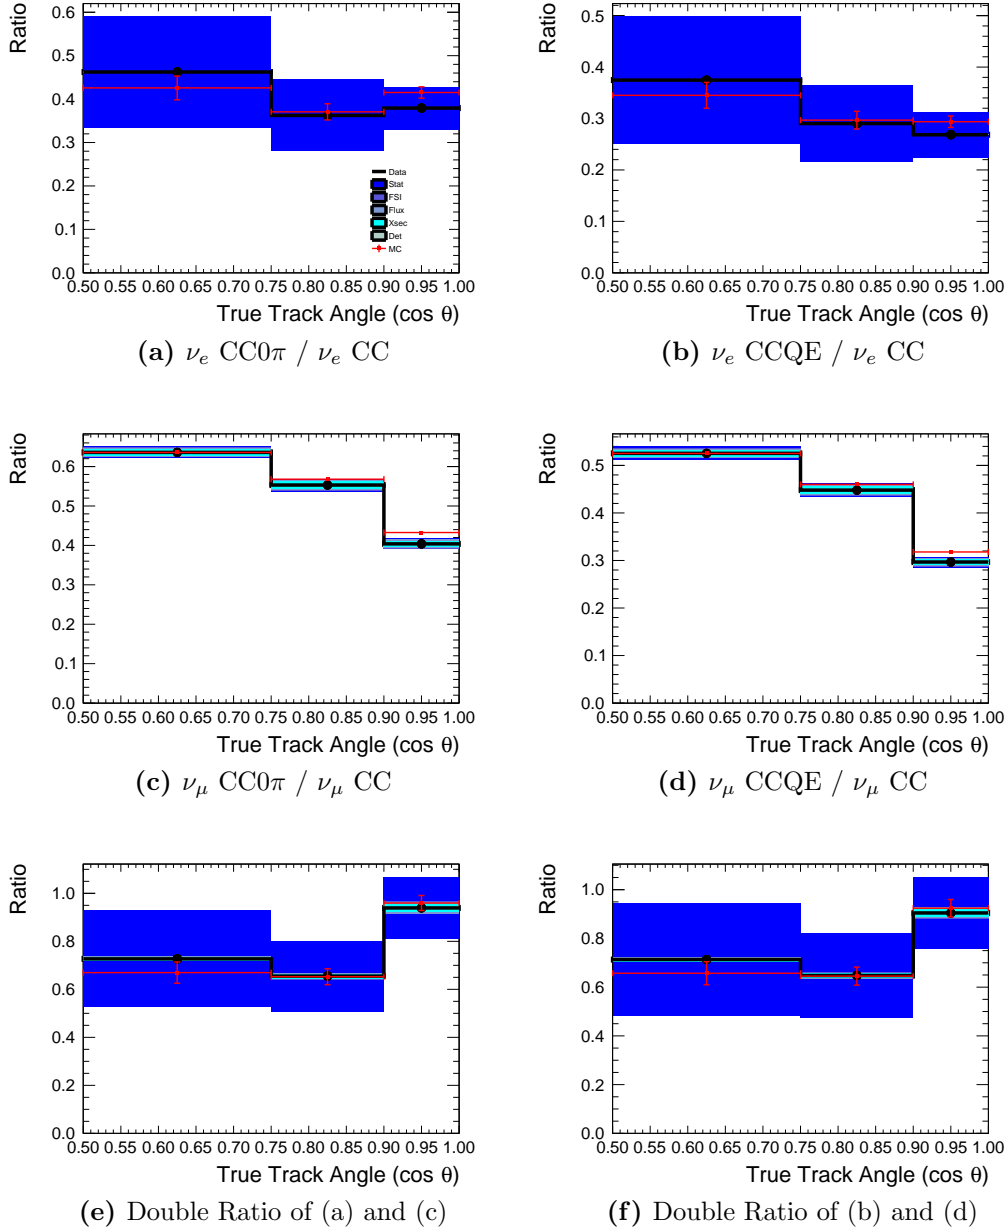 Ratio
0.6
0.5
0.4
0.3
0.2
0.1
0.0
Data
Stat
FSI
Flux
Xsec
Det
MC
0.50 0.55 0.60 0.65 0.70 0.75 0.80 0.85 0.90 0.95 1.00
True Track Angle (cos θ)
(a) νe CC0π / νe CC
Ratio
0.5
0.4
0.3
0.2
0.1
0.0
0.50 0.55 0.60 0.65 0.70 0.75 0.80 0.85 0.90 0.95 1.00
True Track Angle (cos θ)
(b) νe CCQE / νe CC
Ratio
0.6
0.5
0.4
0.3
0.2
0.1
0.0
0.50 0.55 0.60 0.65 0.70 0.75 0.80 0.85 0.90 0.95 1.00
True Track Angle (cos θ)
(c) νμ CC0π / νμ CC
Ratio
0.5
0.4
0.3
0.2
0.1
0.0
0.50 0.55 0.60 0.65 0.70 0.75 0.80 0.85 0.90 0.95 1.00
True Track Angle (cos θ)
(d) νμ CCQE / νμ CC
Ratio
1.0
0.8
0.6
0.4
0.2
0.0
0.50 0.55 0.60 0.65 0.70 0.75 0.80 0.85 0.90 0.95 1.00
True Track Angle (cos θ)
(e) Double Ratio of (a) and (c)
Ratio
1.0
0.8
0.6
0.4
0.2
0.0
0.50 0.55 0.60 0.65 0.70 0.75 0.80 0.85 0.90 0.95 1.00
True Track Angle (cos θ)
(f) Double Ratio of (b) and (d)